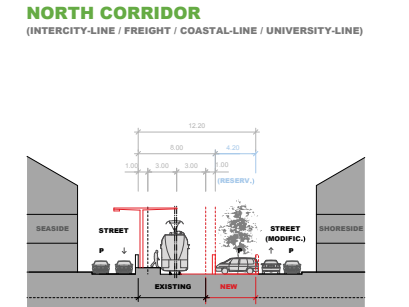 NORTH CORRIDOR
(INTERCITY-LINE / FREIGHT / COASTAL-LINE / UNIVERSITY-LINE)
12.20
8.00 4.20
1.00 3.00 3.00 1.00
(RESERV.)
SEASIDE STREET STREET SHORESIDE
(MODIFIC.)
P P P
EXISTING NEW